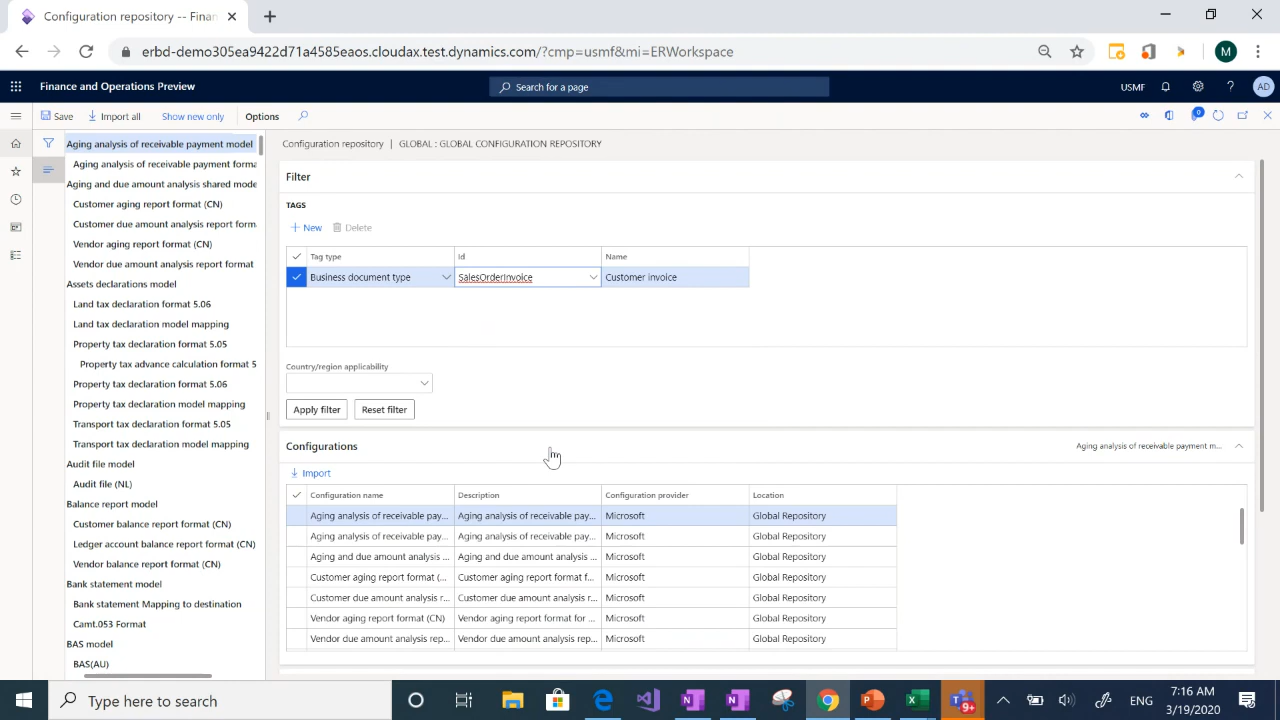 Configuration repository -- Finan
erbd-demo305ea9422d71a4585eaos.cloudax.test.dynamics.com/?cmp=usmf&mi=ERWorkspace
M
Finance and Operations Preview
Search for a page
USMF
AD
Save
Import all
Show new only
Options
0
Aging analysis of receivable payment model
Aging analysis of receivable payment forma
Aging and due amount analysis shared mode
Customer aging report format (CN)
Customer due amount analysis report form
Vendor aging report format (CN)
Vendor due amount analysis report format
Assets declarations model
Land tax declaration format 5.06
Land tax declaration model mapping
Property tax declaration format 5.05
Property tax advance calculation format 5
Property tax declaration format 5.06
Property tax declaration model mapping
Transport tax declaration format 5.05
Transport tax declaration model mapping
Audit file model
Audit file (NL)
Balance report model
Customer balance report format (CN)
Ledger account balance report format (CN)
Vendor balance report format (CN)
Bank statement model
Bank statement Mapping to destination
Camt.053 Format
BAS model
BAS(AU)
Configuration repository | GLOBAL : GLOBAL CONFIGURATION REPOSITORY
Filter
TAGS
New
Delete
Tag type Id Name
Business document type SalesOrderInvoice Customer invoice
Country/region applicability
Apply filter
Reset filter
Configurations
Aging analysis of receivable payment m...
Import
Configuration name Description Configuration provider Location
Aging analysis of receivable pay... Aging analysis of receivable pay... Microsoft Global Repository
Aging analysis of receivable pay... Aging analysis of receivable pay... Microsoft Global Repository
Aging and due amount analysis ... Aging and due amount analysis ... Microsoft Global Repository
Customer aging report format (... Customer aging report format f... Microsoft Global Repository
Customer due amount analysis r... Customer due amount analysis r... Microsoft Global Repository
Vendor aging report format (CN) Vendor aging report format for ... Microsoft Global Repository
Vendor due amount analysis rep... Vendor due amount analysis rep... Microsoft Global Repository
Type here to search
9+
ENG
7:16 AM
3/19/2020